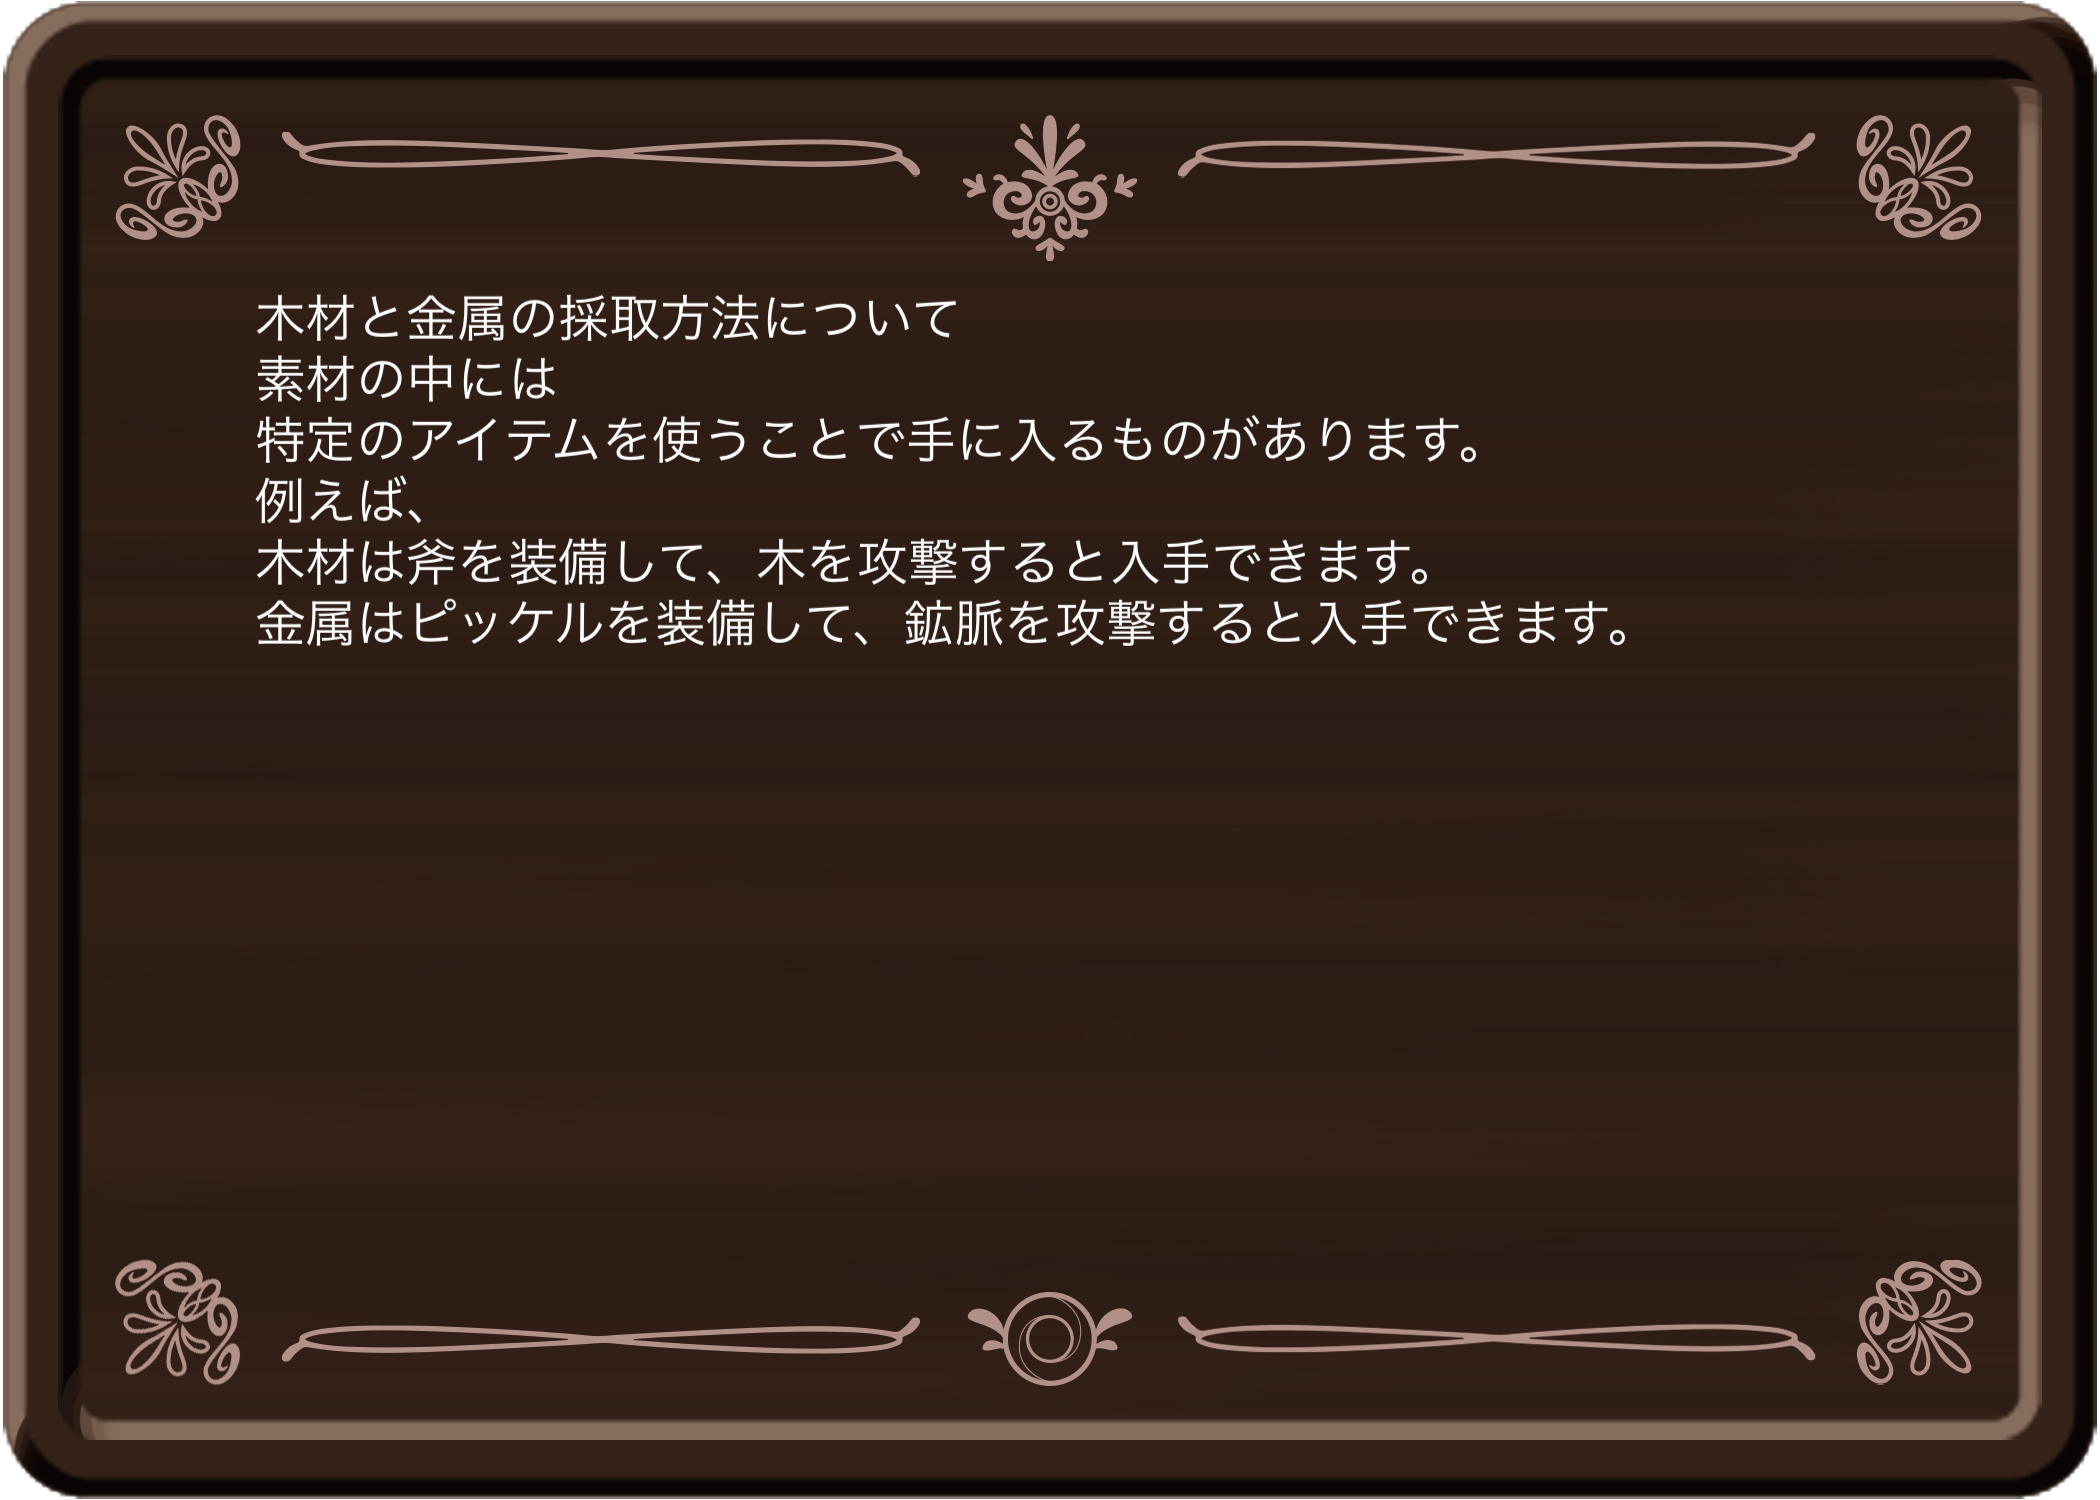 木材と金属の採取方法について
素材の中には
特定のアイテムを使うことで手に入るものがあります。
例えば、
木材は斧を装備して、木を攻撃すると入手できます。
金属はピッケルを装備して、鉱脈を攻撃すると入手できます。